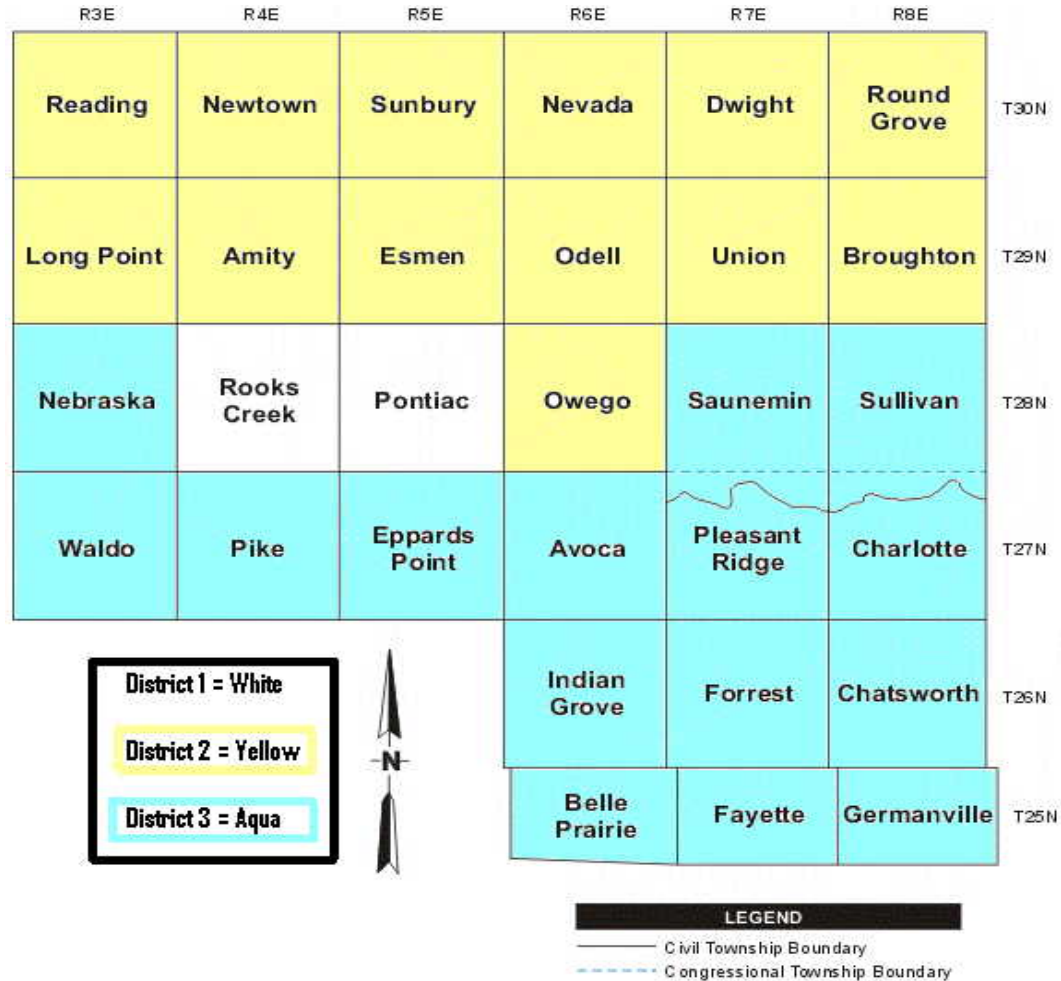 R3E R4E R5E R6E R7E R8E
Reading Newtown Sunbury Nevada Dwight Round
Grove
T30N
Long Point Amity Esmen Odell Union Broughton T29N
Nebraska Rooks
Creek
Pontiac Owego Saunemin Sullivan T28N
Waldo Pike Eppards
Point
Avoca Pleasant
Ridge
Charlotte T27N
Indian
Grove
Forrest Chatsworth T26N
Belle
Prairie
Fayette Germanville T25N
District 1 = White
District 2 = Yellow
District 3 = Aqua
N
LEGEND
Civil Township Boundary
Congressional Township Boundary